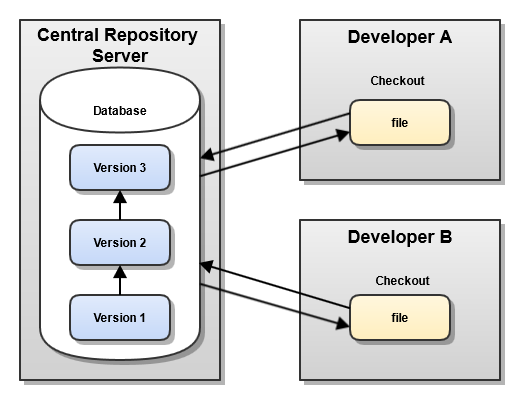 Central Repository
Server
Database
Version 3
Version 2
Version 1
Developer A
Checkout
file
Developer B
Checkout
file